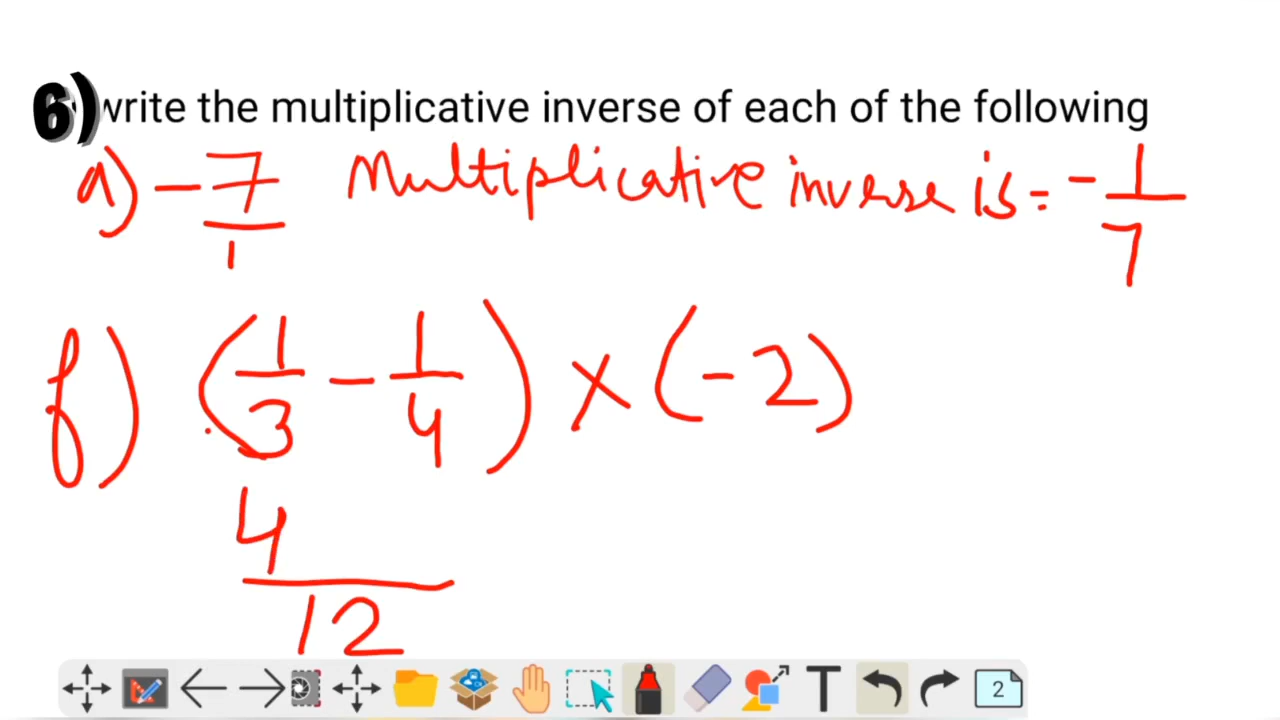 6) write the multiplicative inverse of each of the following
a) -7/1 Multiplicative inverse is = -1/7
f) (1/3 - 1/4) × (-2)
4
12
T 2